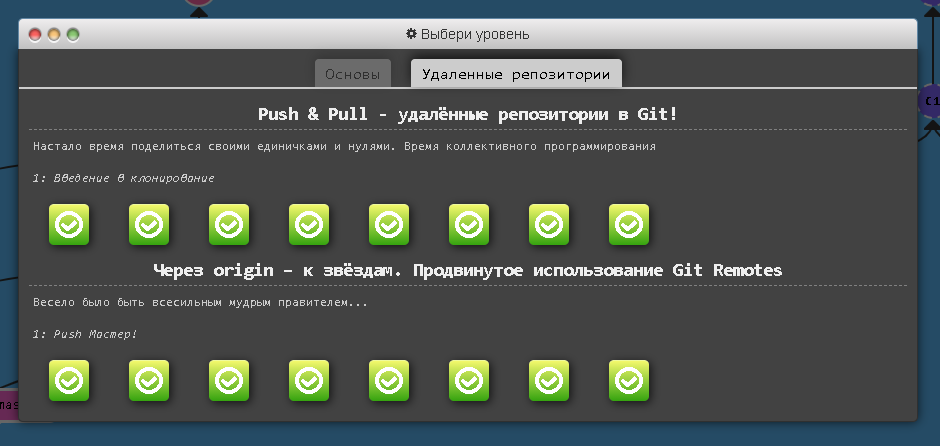 Выбери уровень
Основы Удаленные репозитории
Push & Pull - удалённые репозитории в Git!
Настало время поделиться своими единичками и нулями. Время коллективного программирования
1: Введение в клонирование
Через origin – к звёздам. Продвинутое использование Git Remotes
Весело было быть всесильным мудрым правителем...
1: Push Мастер!
C1